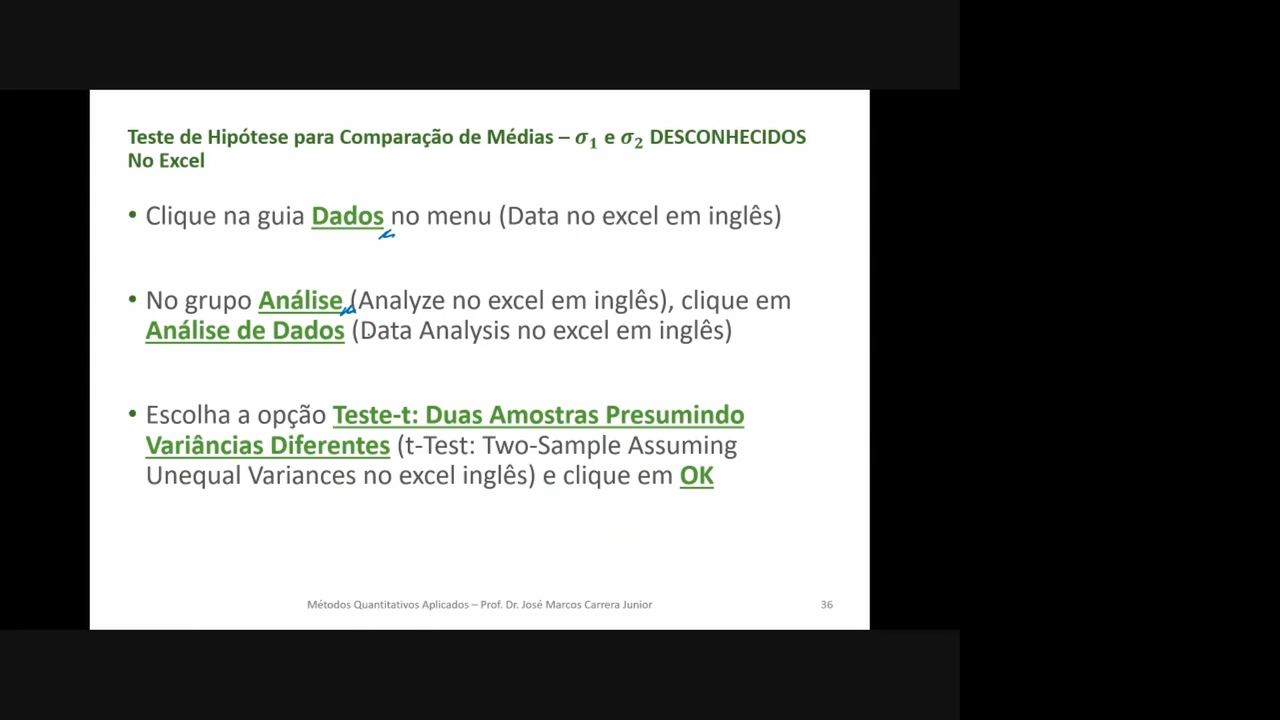 Teste de Hipótese para Comparação de Médias – σ₁ e σ₂ DESCONHECIDOS
No Excel
• Clique na guia Dados no menu (Data no excel em inglês)
• No grupo Análise (Analyze no excel em inglês), clique em
Análise de Dados (Data Analysis no excel em inglês)
• Escolha a opção Teste-t: Duas Amostras Presumindo
Variâncias Diferentes (t-Test: Two-Sample Assuming
Unequal Variances no excel inglês) e clique em OK
Métodos Quantitativos Aplicados – Prof. Dr. José Marcos Carrera Junior
36